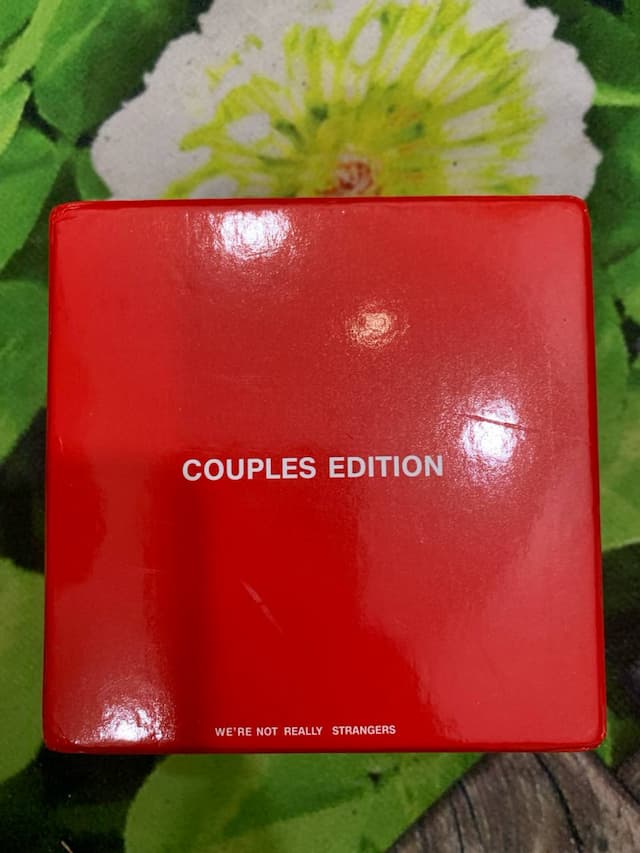 COUPLES EDITION
WE'RE NOT REALLY STRANGERS